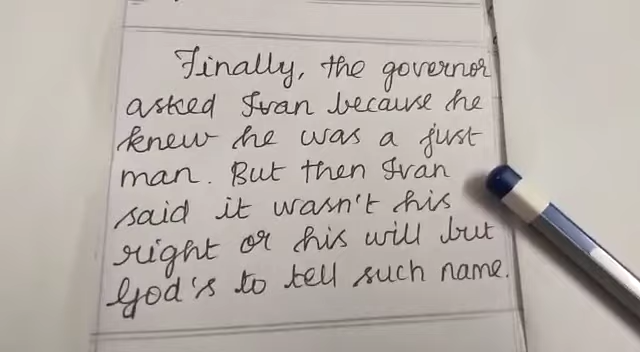 Finally, the governor
asked Ivan because he
knew he was a just
man. But then Ivan
said it wasn't his
right or his will but
God's to tell such name.